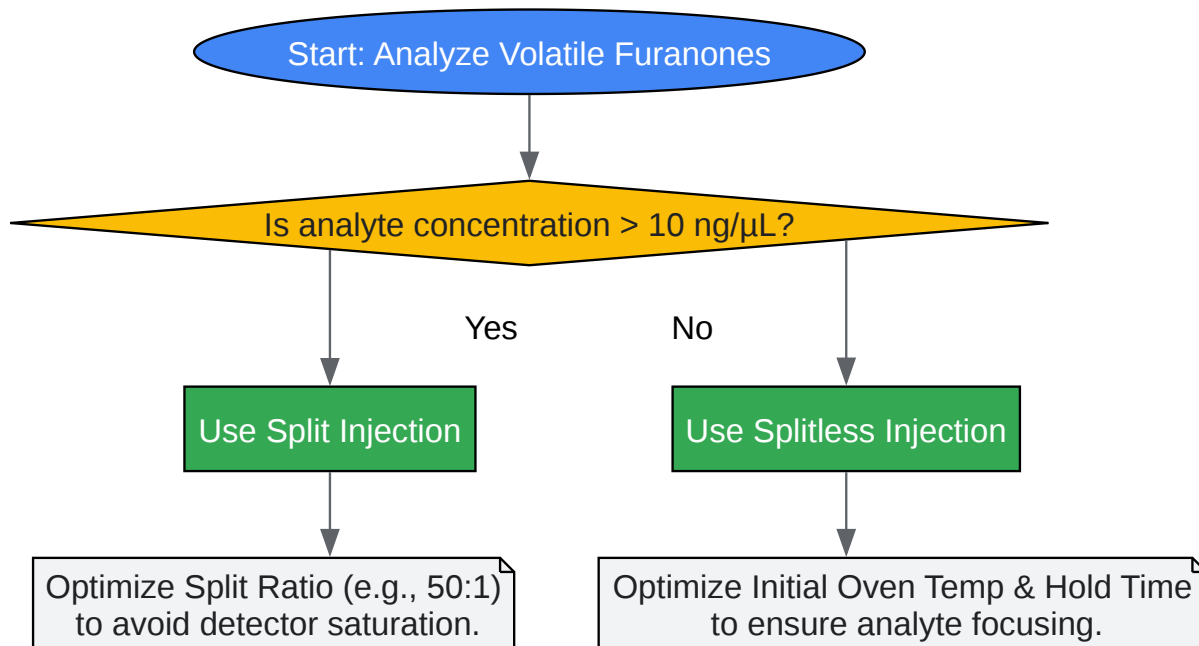 Start: Analyze Volatile Furanones
Is analyte concentration > 10 ng/µL?
Yes
No
Use Split Injection
Use Splitless Injection
Optimize Split Ratio (e.g., 50:1)
to avoid detector saturation.
Optimize Initial Oven Temp & Hold Time
to ensure analyte focusing.